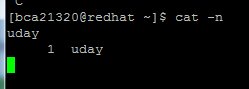 C
[bca21320@redhat ~]$ cat -n
uday
     1  uday